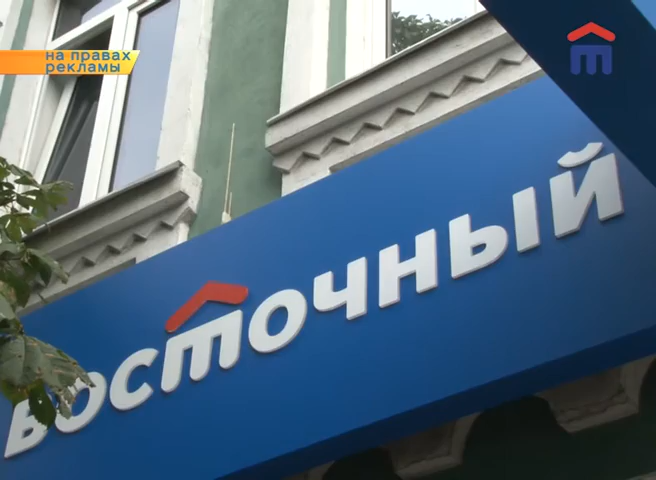 на правах
рекламы
восточный